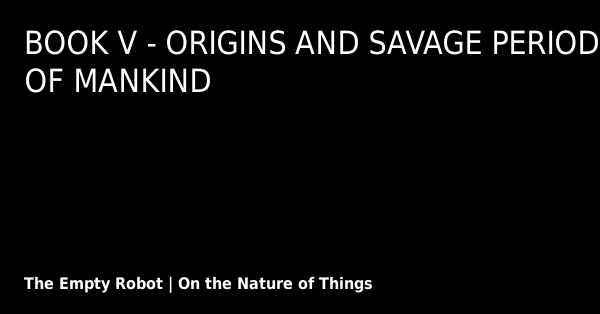 BOOK V - ORIGINS AND SAVAGE PERIOD
OF MANKIND
The Empty Robot | On the Nature of Things